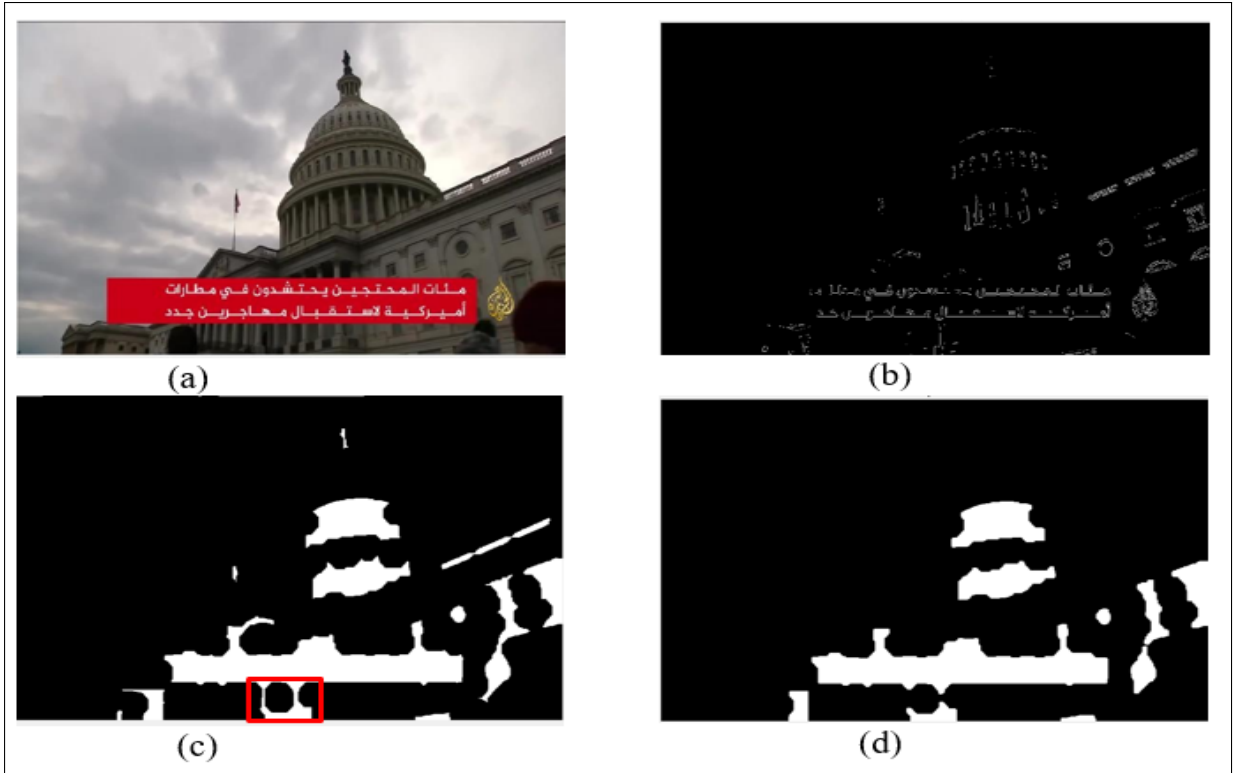 مئات المحتجين يحتشدون في مطارات
أميركية لاستقبال مهاجرين جدد
(a)
(b)
(c)
(d)